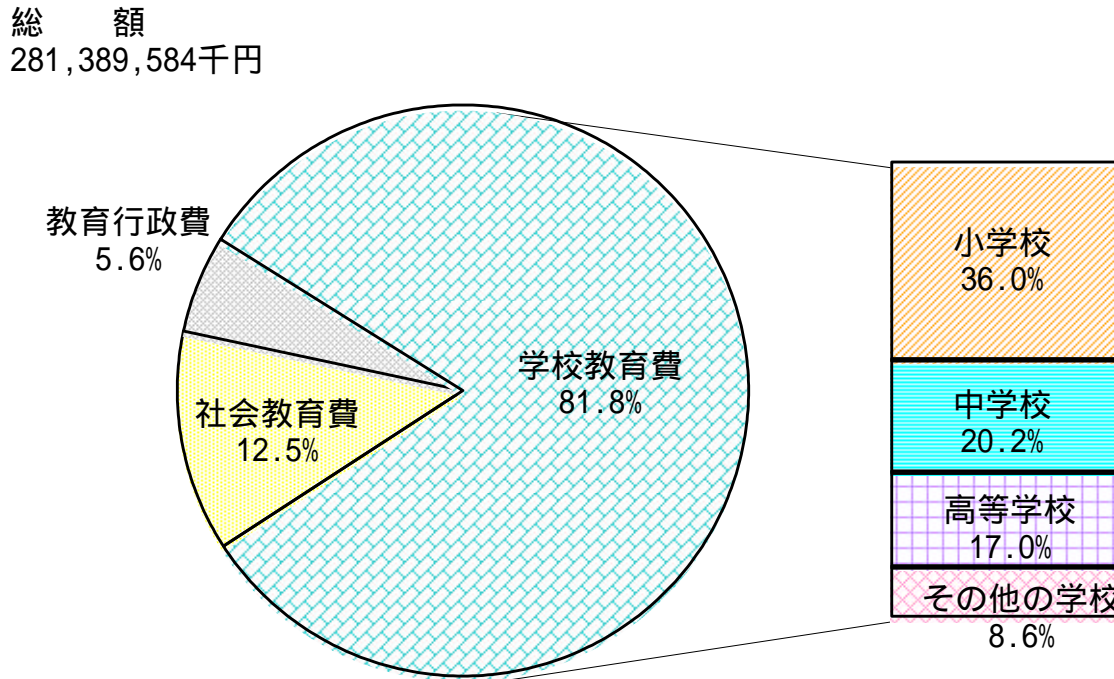 総　　額
281,389,584千円
教育行政費
5.6%
社会教育費
12.5%
学校教育費
81.8%
小学校
36.0%
中学校
20.2%
高等学校
17.0%
その他の学校
8.6%